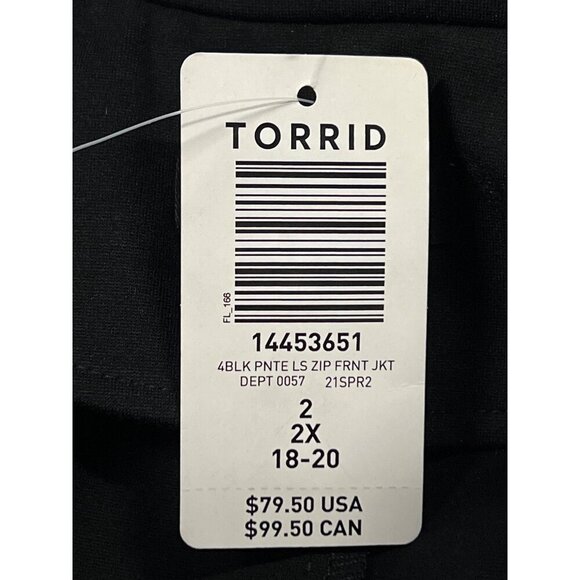 TORRID
FL_166
14453651
4BLK PNTE LS ZIP FRNT JKT
DEPT 0057 21SPR2
2
2X
18-20
$79.50 USA
$99.50 CAN